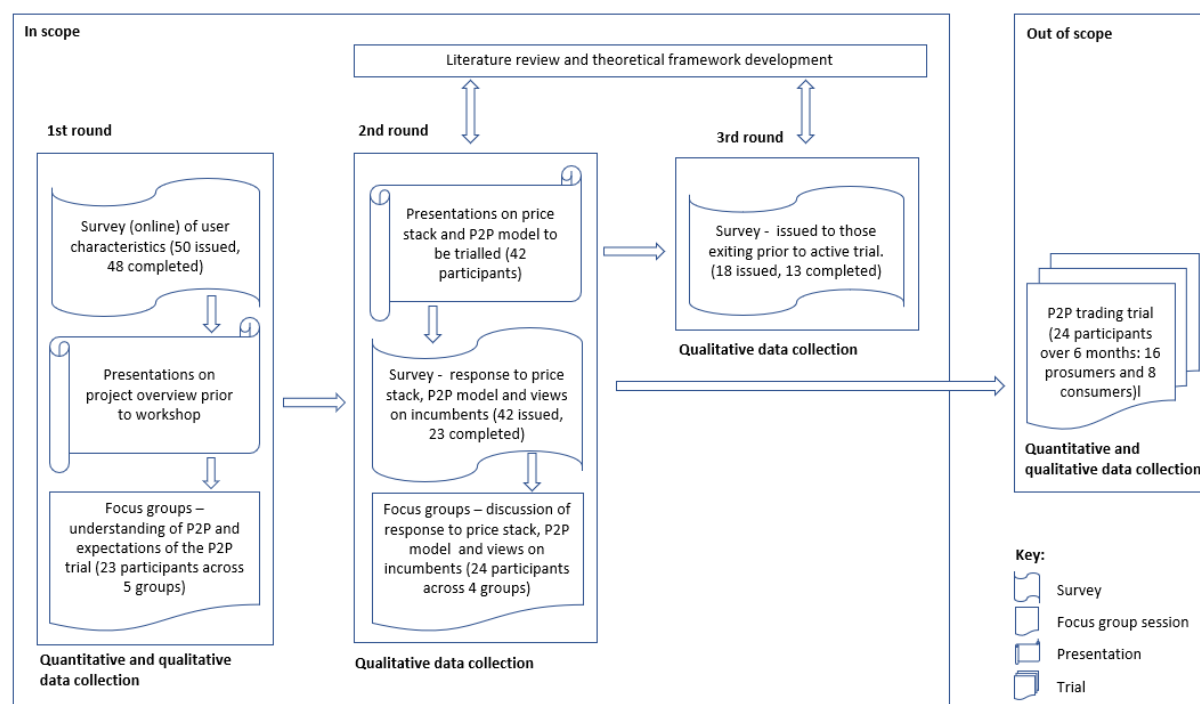 In scope
Literature review and theoretical framework development
1st round
Survey (online) of user
characteristics (50 issued,
48 completed)
Presentations on
project overview prior
to workshop
Focus groups –
understanding of P2P and
expectations of the P2P
trial (23 participants across
5 groups)
Quantitative and qualitative
data collection
2nd round
Presentations on price
stack and P2P model to
be trialled (42
participants)
Survey - response to price
stack, P2P model and views
on incumbents (42 issued,
23 completed)
Focus groups – discussion of
response to price stack, P2P
model and views on
incumbents (24 participants
across 4 groups)
Qualitative data collection
3rd round
Survey - issued to those
exiting prior to active trial.
(18 issued, 13 completed)
Qualitative data collection
Out of scope
P2P trading trial
(24 participants
over 6 months: 16
prosumers and 8
consumers)l
Quantitative and
qualitative data collection
Key:
Survey
Focus group session
Presentation
Trial